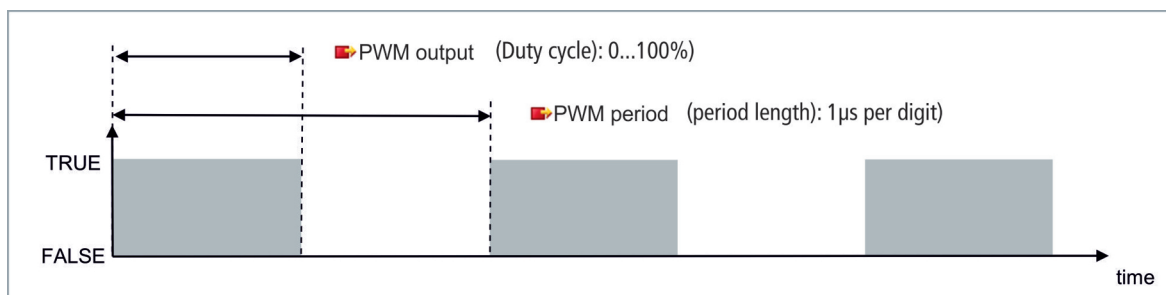 PWM output (Duty cycle): 0...100%)
PWM period (period length): 1µs per digit)
TRUE
FALSE
time